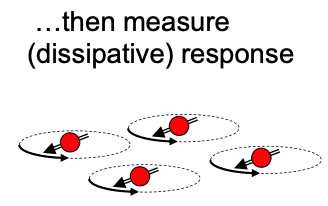 …then measure
(dissipative) response